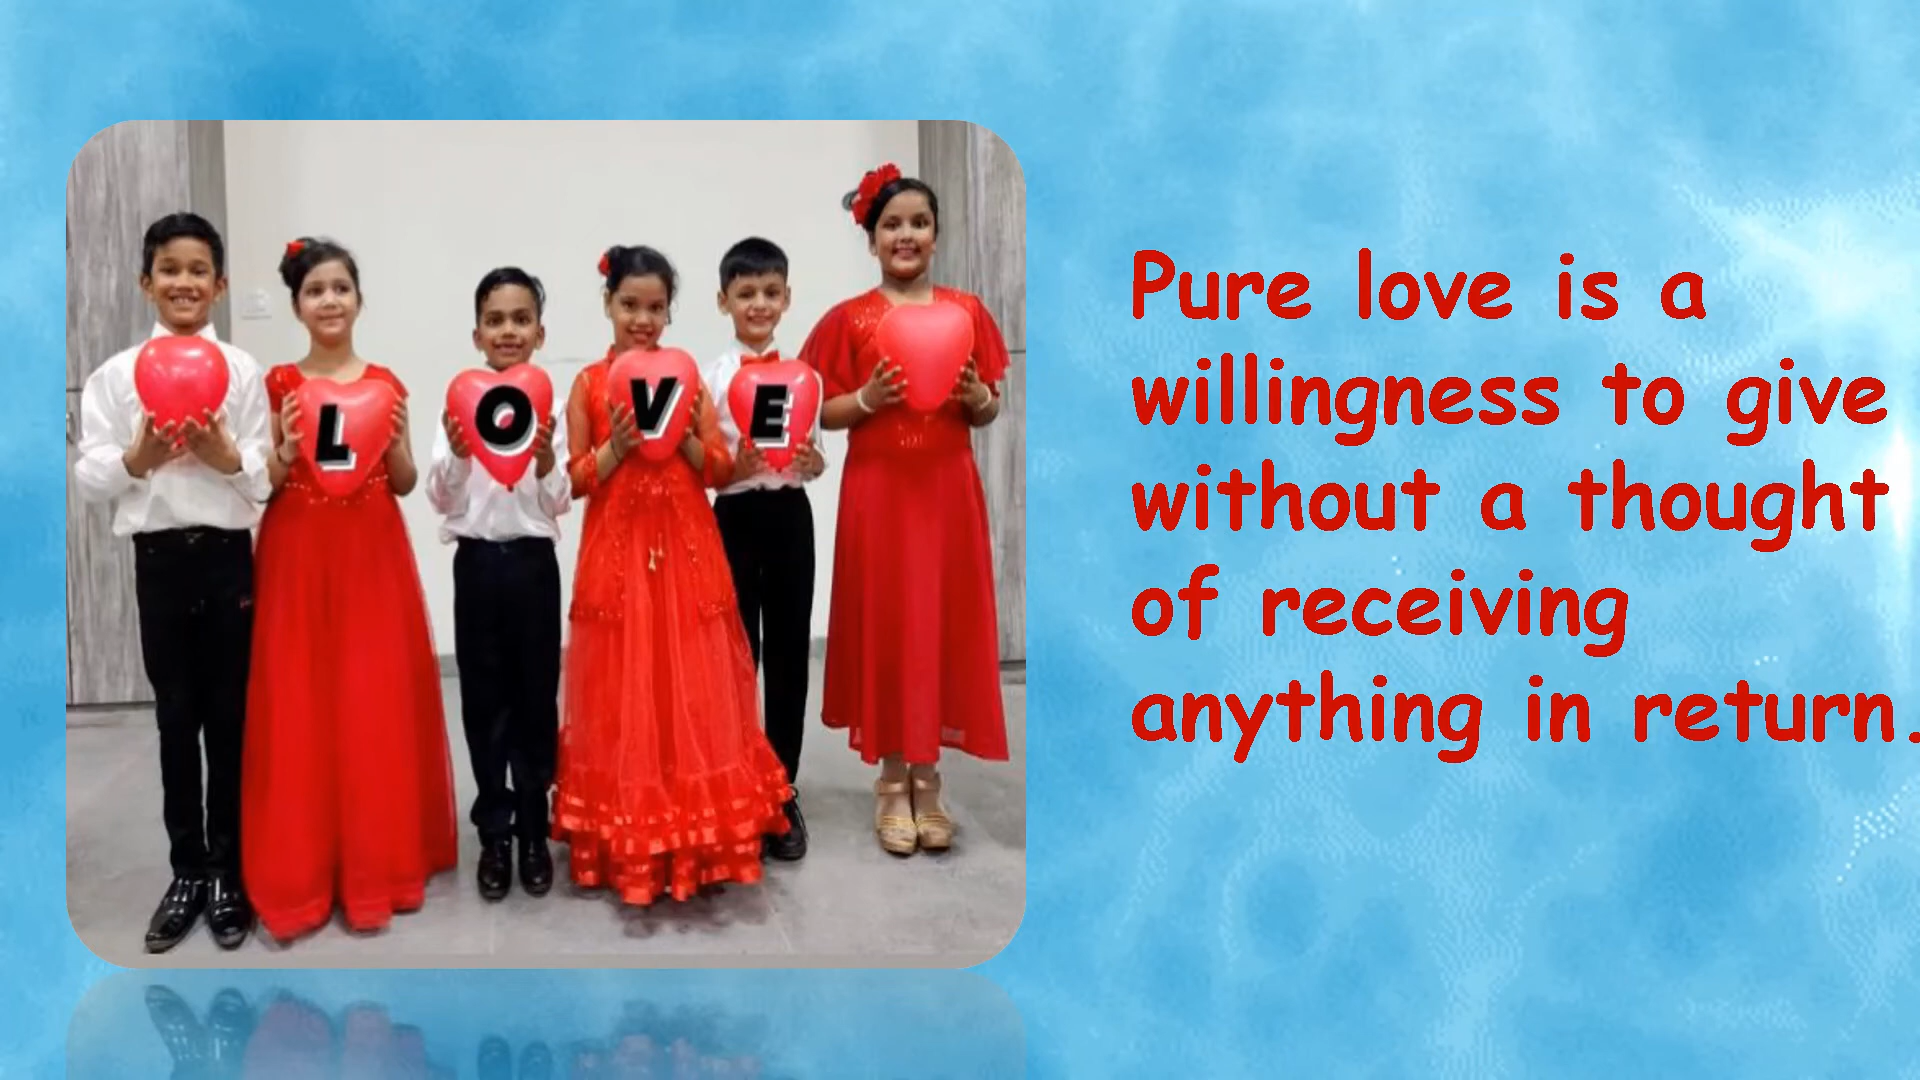 L O V E
Pure love is a
willingness to give
without a thought
of receiving
anything in return.